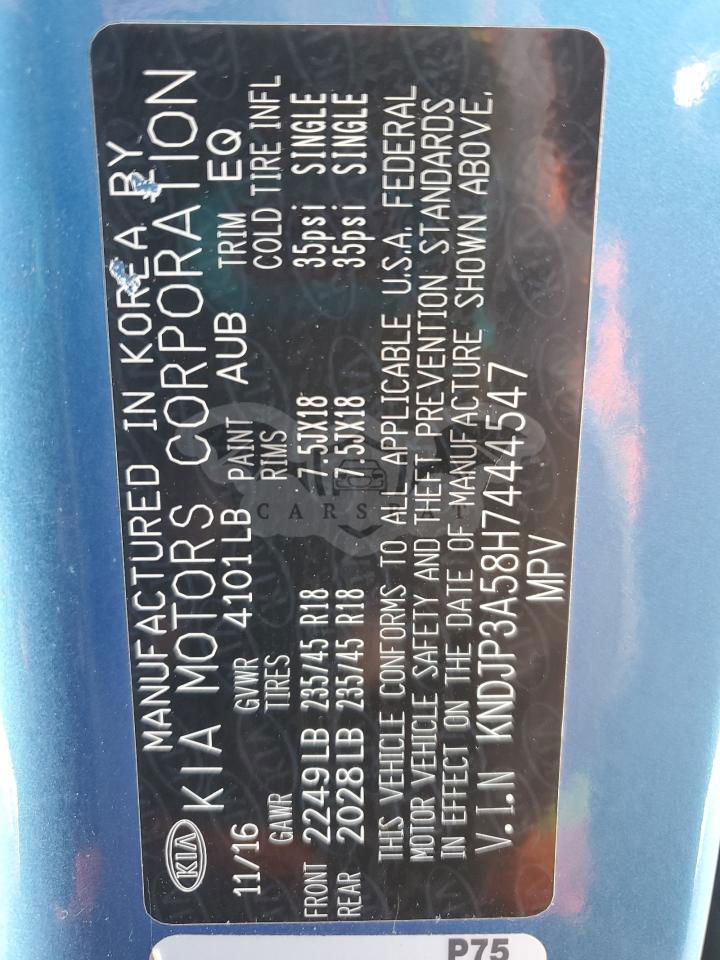 MANUFACTURED IN KOREA BY
KIA KIA MOTORS CORPORATION
11/16 GVWR 4101LB PAINT AUB TRIM EQ
GAWR TIRES RIMS COLD TIRE INFL
FRONT 2249LB 235/45 R18 7.5JX18 35psi SINGLE
REAR 2028LB 235/45 R18 7.5JX18 35psi SINGLE
THIS VEHICLE CONFORMS TO ALL APPLICABLE U.S.A. FEDERAL
MOTOR VEHICLE SAFETY AND THEFT PREVENTION STANDARDS
IN EFFECT ON THE DATE OF MANUFACTURE SHOWN ABOVE.
V.I.N KNDJP3A58H7444547
MPV
P75